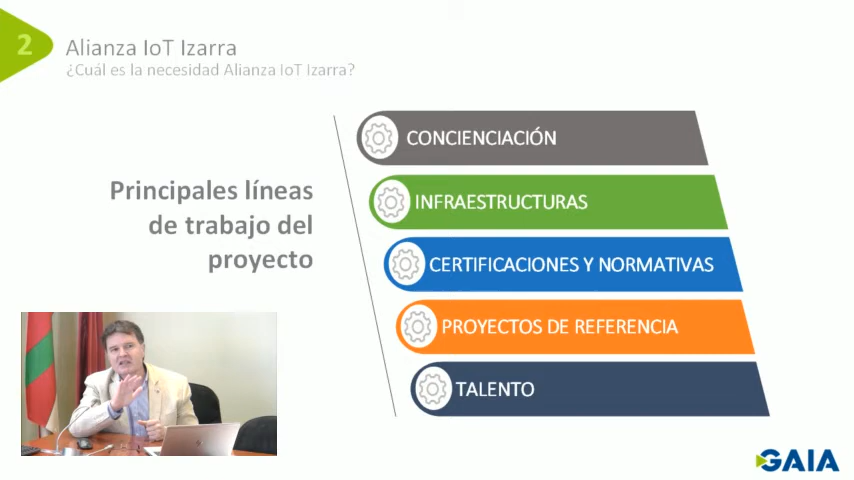 2
Alianza IoT Izarra
¿Cuál es la necesidad Alianza IoT Izarra?
Principales líneas
de trabajo del
proyecto
CONCIENCIACIÓN
INFRAESTRUCTURAS
CERTIFICACIONES Y NORMATIVAS
PROYECTOS DE REFERENCIA
TALENTO
GAIA